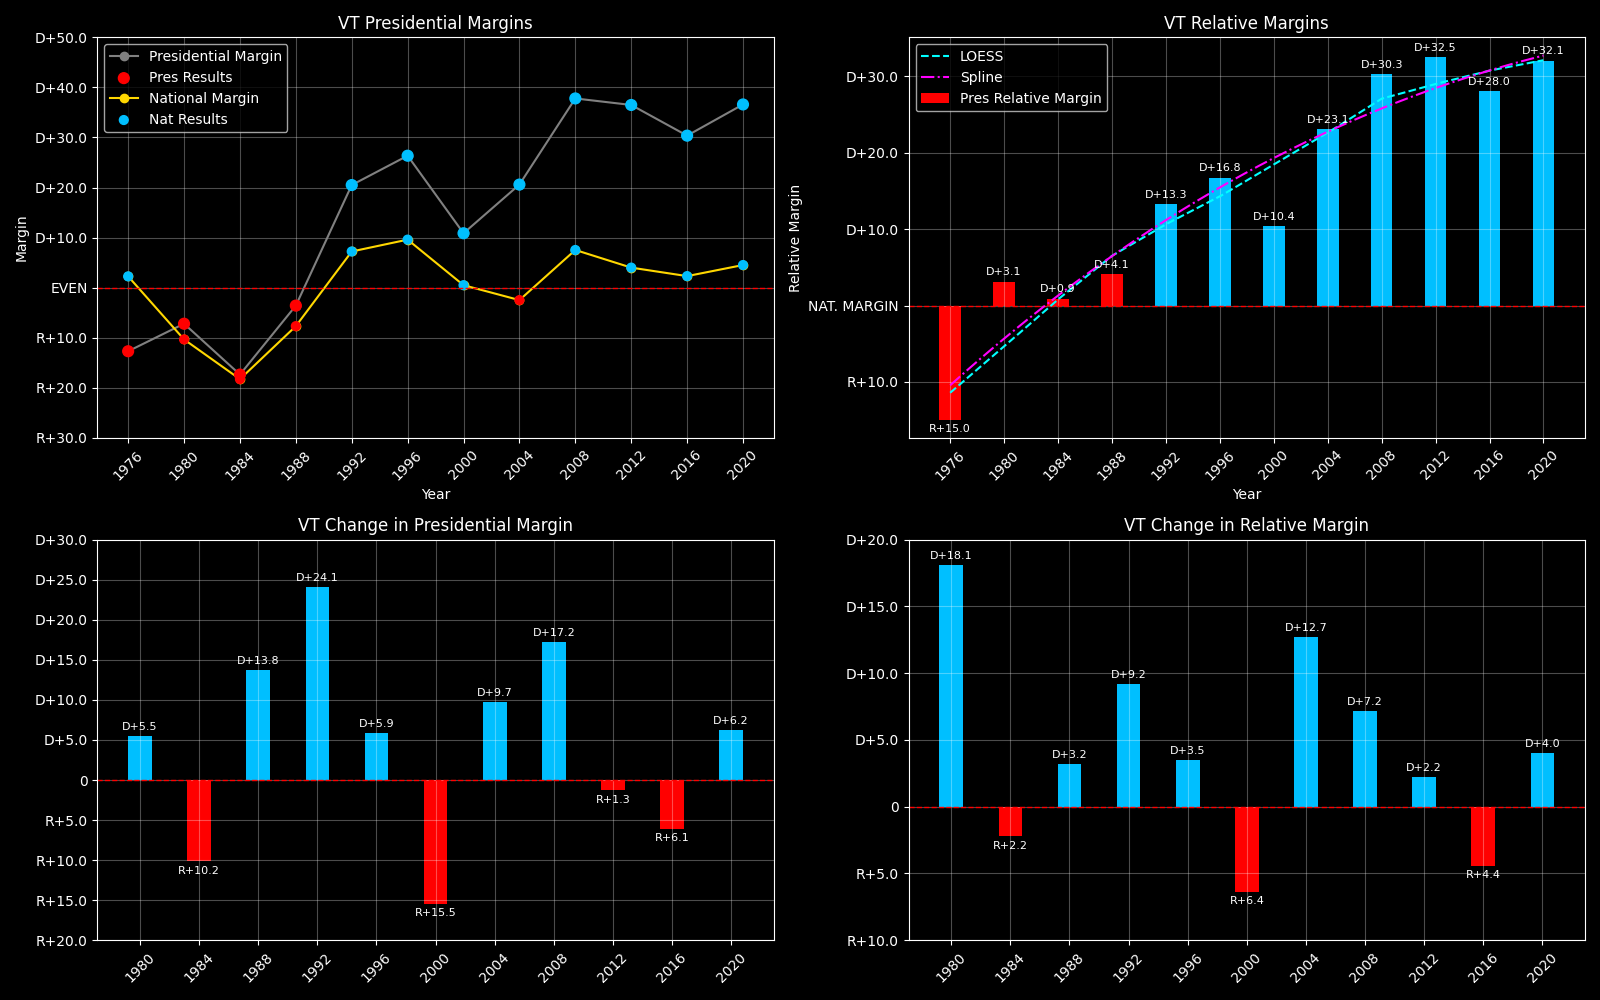 VT Presidential Margins
D+50.0
D+40.0
D+30.0
D+20.0
D+10.0
EVEN
R+10.0
R+20.0
R+30.0
Margin
Presidential Margin
Pres Results
National Margin
Nat Results
1976
1980
1984
1988
1992
1996
2000
2004
2008
2012
2016
2020
Year
VT Relative Margins
D+30.0
D+20.0
D+10.0
NAT. MARGIN
R+10.0
Relative Margin
LOESS
Spline
Pres Relative Margin
R+15.0
D+3.1
D+0.9
D+4.1
D+13.3
D+16.8
D+10.4
D+23.1
D+30.3
D+32.5
D+28.0
D+32.1
1976
1980
1984
1988
1992
1996
2000
2004
2008
2012
2016
2020
Year
VT Change in Presidential Margin
D+30.0
D+25.0
D+20.0
D+15.0
D+10.0
D+5.0
0
R+5.0
R+10.0
R+15.0
R+20.0
D+5.5
R+10.2
D+13.8
D+24.1
D+5.9
R+15.5
D+9.7
D+17.2
R+1.3
R+6.1
D+6.2
1980
1984
1988
1992
1996
2000
2004
2008
2012
2016
2020
VT Change in Relative Margin
D+20.0
D+15.0
D+10.0
D+5.0
0
R+5.0
R+10.0
D+18.1
R+2.2
D+3.2
D+9.2
D+3.5
R+6.4
D+12.7
D+7.2
D+2.2
R+4.4
D+4.0
1980
1984
1988
1992
1996
2000
2004
2008
2012
2016
2020